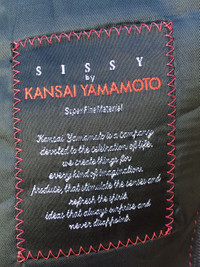 SISSY
by
KANSAI YAMAMOTO
Super Fine Material
Kansai Yamamoto is a company
devoted to the celebration of life.
we create things for
every kind of imagination.
products that stimulate the senses and
refresh the spirit.
ideas that always surprise and
never disappoint.